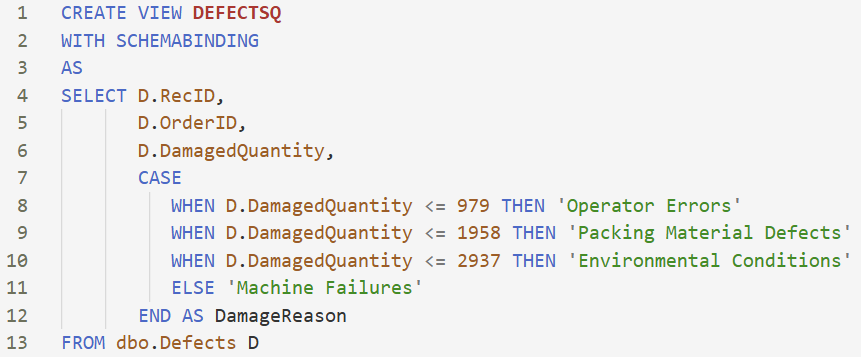 1 CREATE VIEW DEFECTSQ
2 WITH SCHEMABINDING
3 AS
4 SELECT D.RecID,
5 D.OrderID,
6 D.DamagedQuantity,
7 CASE
8 WHEN D.DamagedQuantity <= 979 THEN 'Operator Errors'
9 WHEN D.DamagedQuantity <= 1958 THEN 'Packing Material Defects'
10 WHEN D.DamagedQuantity <= 2937 THEN 'Environmental Conditions'
11 ELSE 'Machine Failures'
12 END AS DamageReason
13 FROM dbo.Defects D